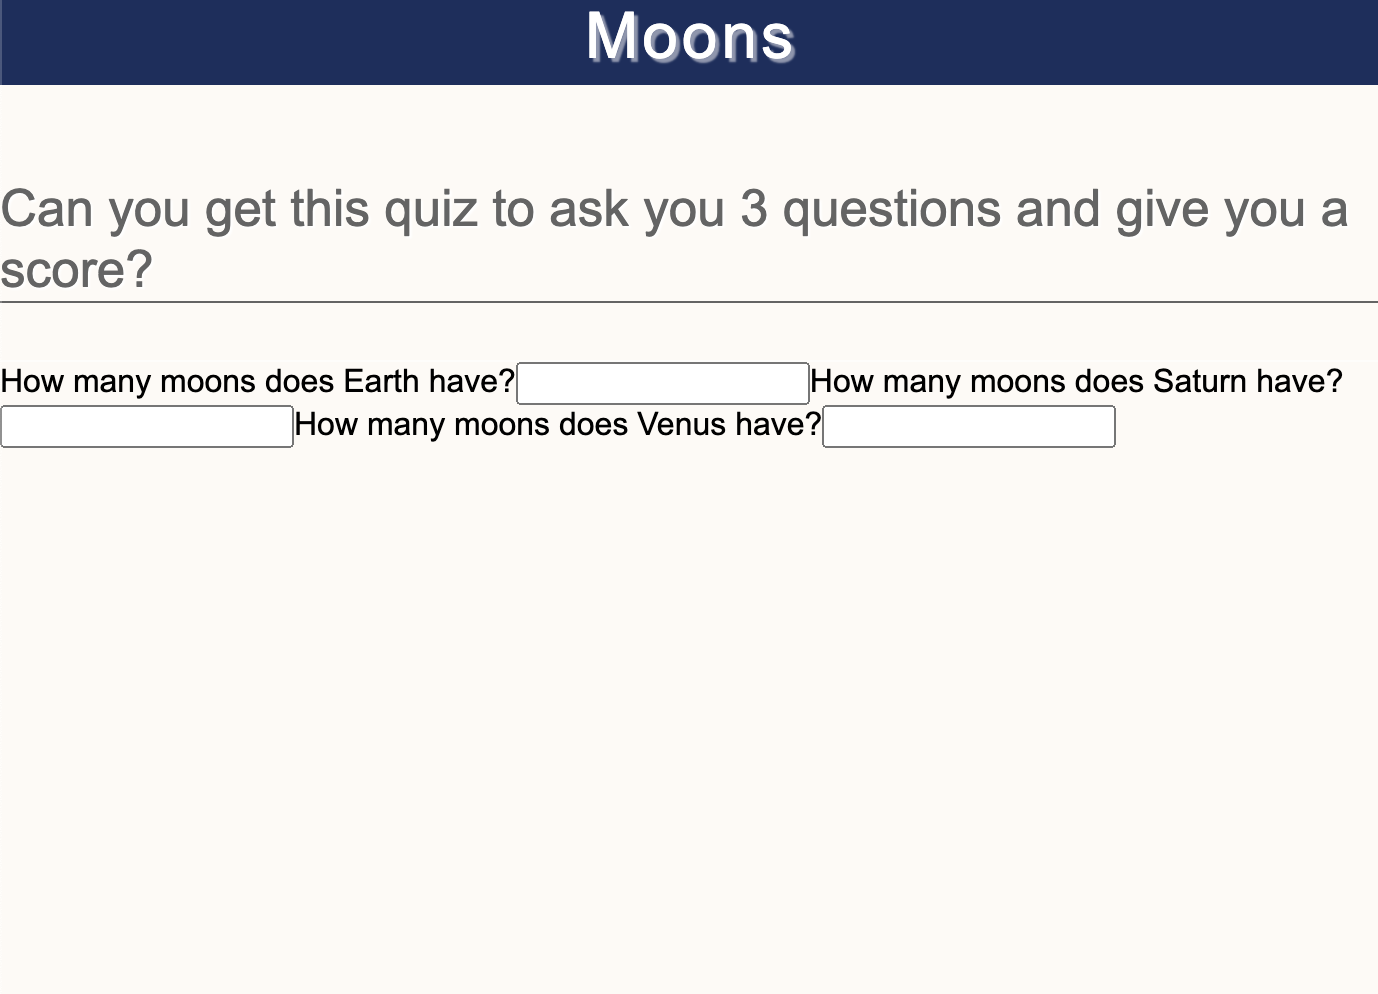 Moons
Can you get this quiz to ask you 3 questions and give you a
score?
How many moons does Earth have? How many moons does Saturn have?
How many moons does Venus have?